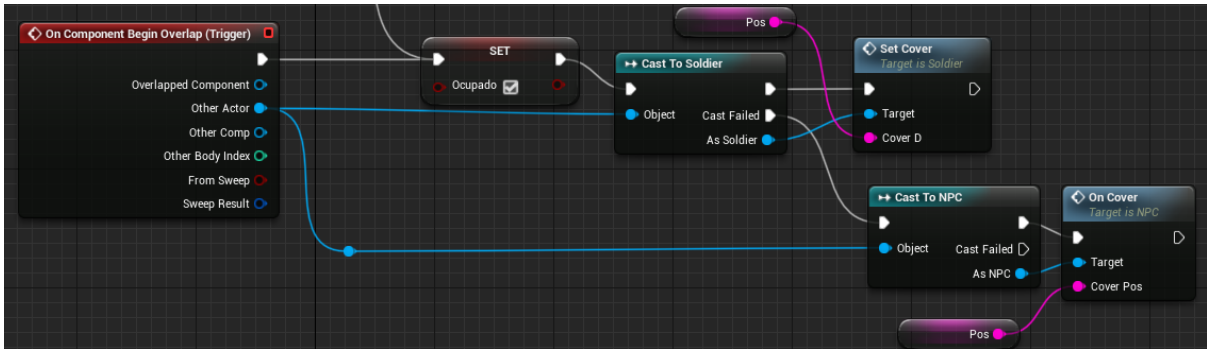 On Component Begin Overlap (Trigger)
Overlapped Component
Other Actor
Other Comp
Other Body Index
From Sweep
Sweep Result
SET
Ocupado
Pos
Cast To Soldier
Object
Cast Failed
As Soldier
Set Cover
Target is Soldier
Target
Cover D
Cast To NPC
Object
Cast Failed
As NPC
On Cover
Target is NPC
Target
Cover Pos
Pos